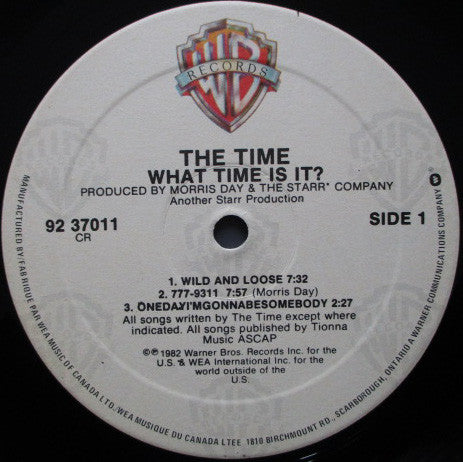 WB
RECORDS
THE TIME
WHAT TIME IS IT?
PRODUCED BY MORRIS DAY & THE STARR* COMPANY
Another Starr Production
92 37011
CR
SIDE 1
1. WILD AND LOOSE 7:32
2. 777-9311 7:57 (Morris Day)
3. ONEDAYI'MGONNABESOMEBODY 2:27
All songs written by The Time except where
indicated. All songs published by Tionna
Music ASCAP
©℗ 1982 Warner Bros. Records Inc. for the
U.S. & WEA International Inc. for the
world outside of the
U.S.
MANUFACTURED BY/FABRIQUE PAR WEA MUSIC OF CANADA LTD./WEA MUSIQUE DU CANADA LTEE 1810 BIRCHMOUNT RD., SCARBOROUGH, ONTARIO A WARNER COMMUNICATIONS COMPANY